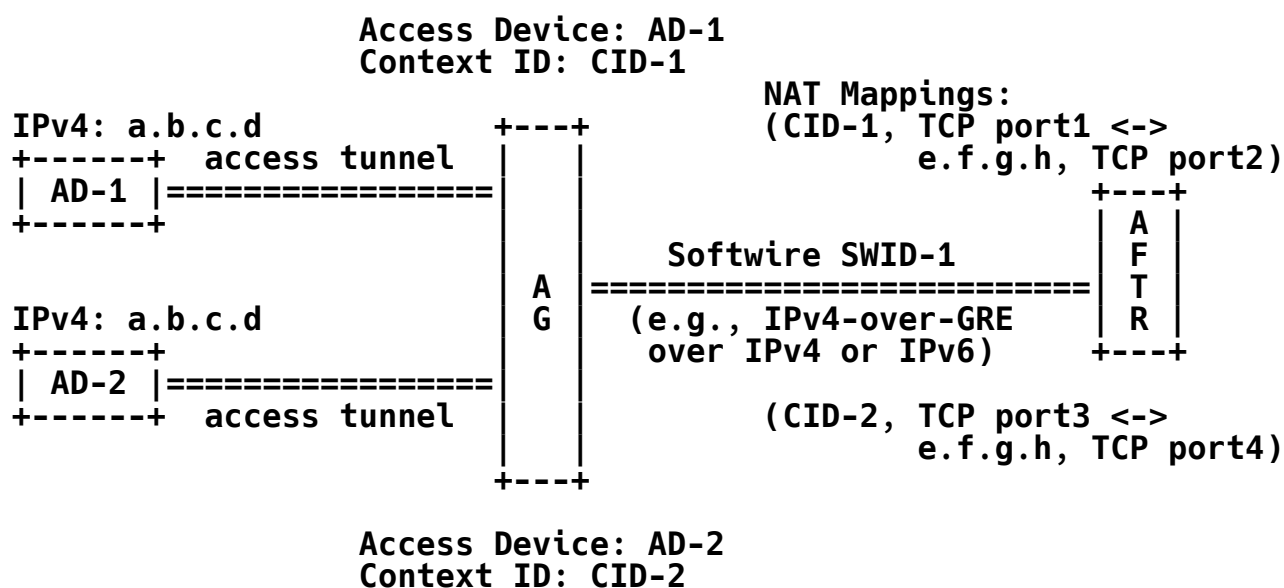 Access Device: AD-1
Context ID: CID-1
NAT Mappings:
IPv4: a.b.c.d +---+ (CID-1, TCP port1 <->
+------+ access tunnel | | e.f.g.h, TCP port2)
| AD-1 |=================| | +---+
+------+ | | | A |
| | Softwire SWID-1 | F |
| A |==========================| T |
IPv4: a.b.c.d | G | (e.g., IPv4-over-GRE | R |
+------+ | | over IPv4 or IPv6) +---+
| AD-2 |=================| |
+------+ access tunnel | | (CID-2, TCP port3 <->
| | e.f.g.h, TCP port4)
+---+
Access Device: AD-2
Context ID: CID-2